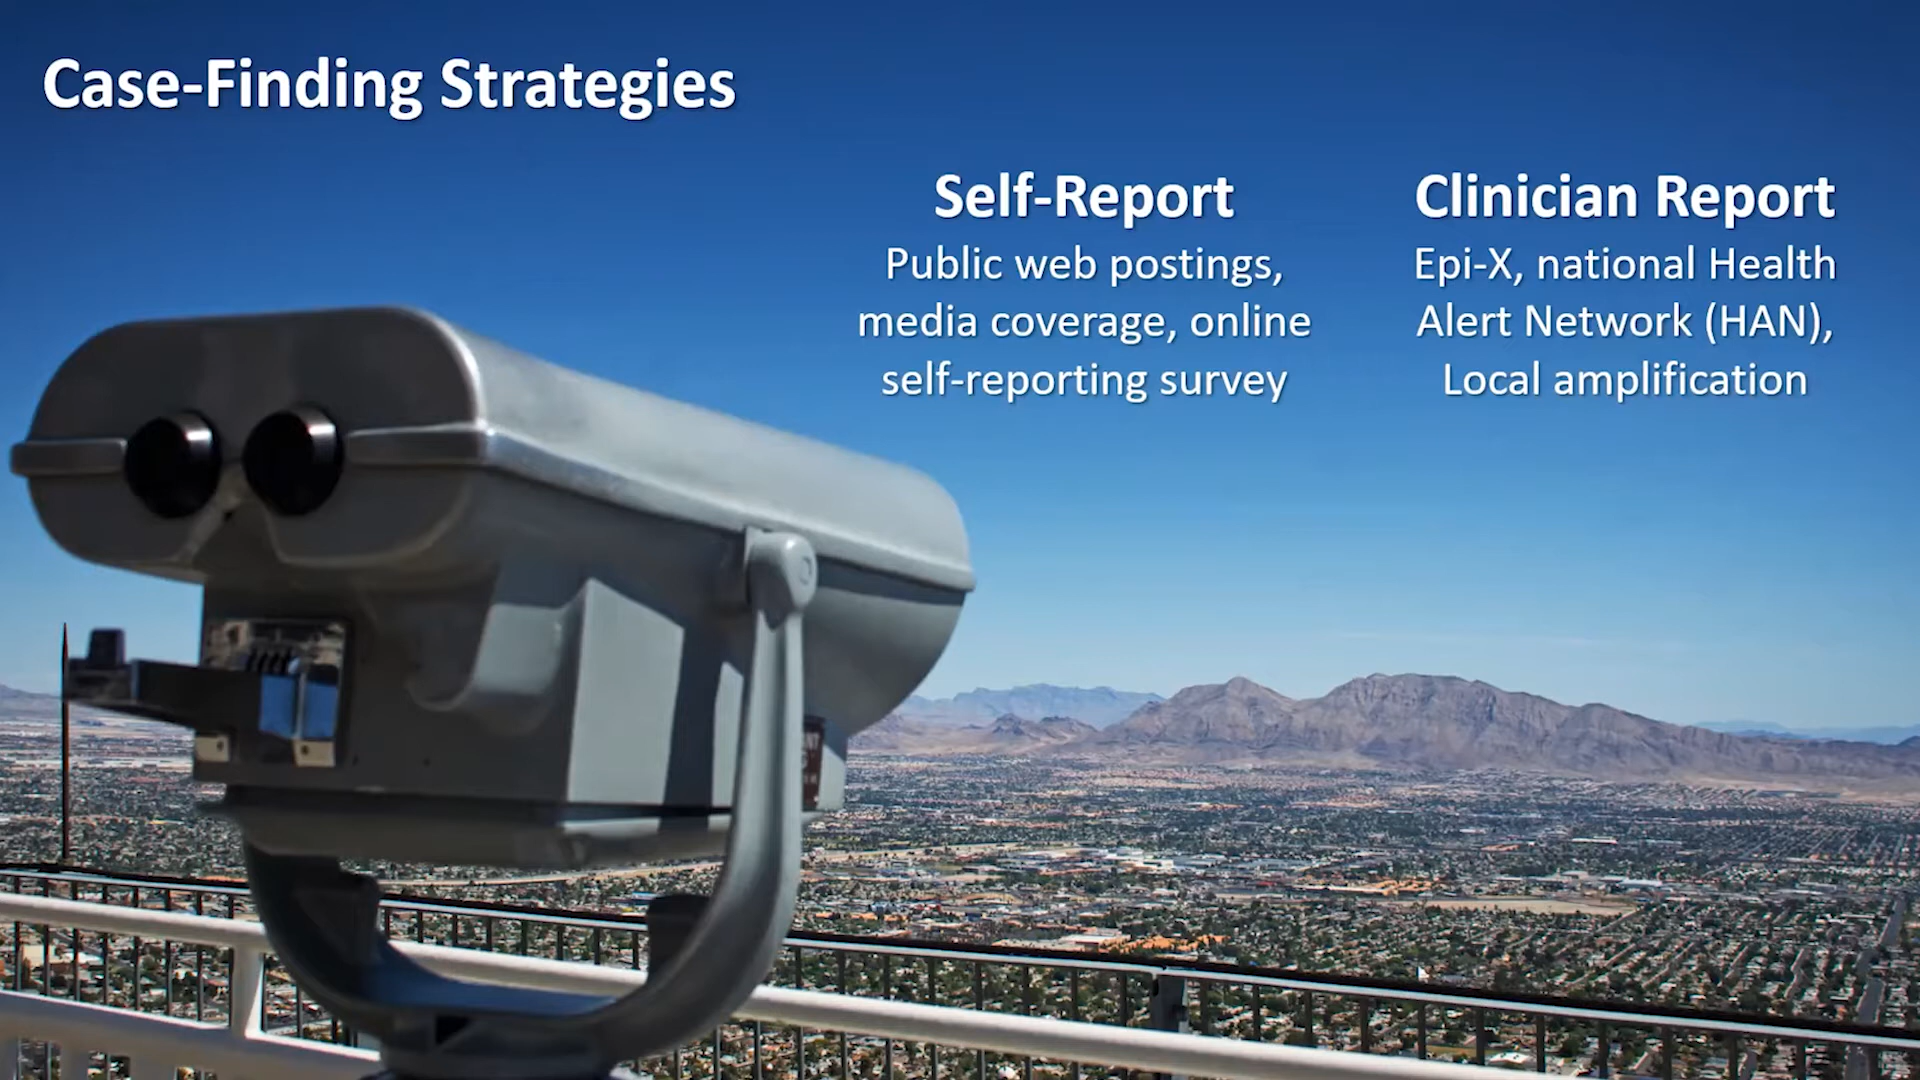 Case-Finding Strategies
Self-Report
Public web postings,
media coverage, online
self-reporting survey
Clinician Report
Epi-X, national Health
Alert Network (HAN),
Local amplification